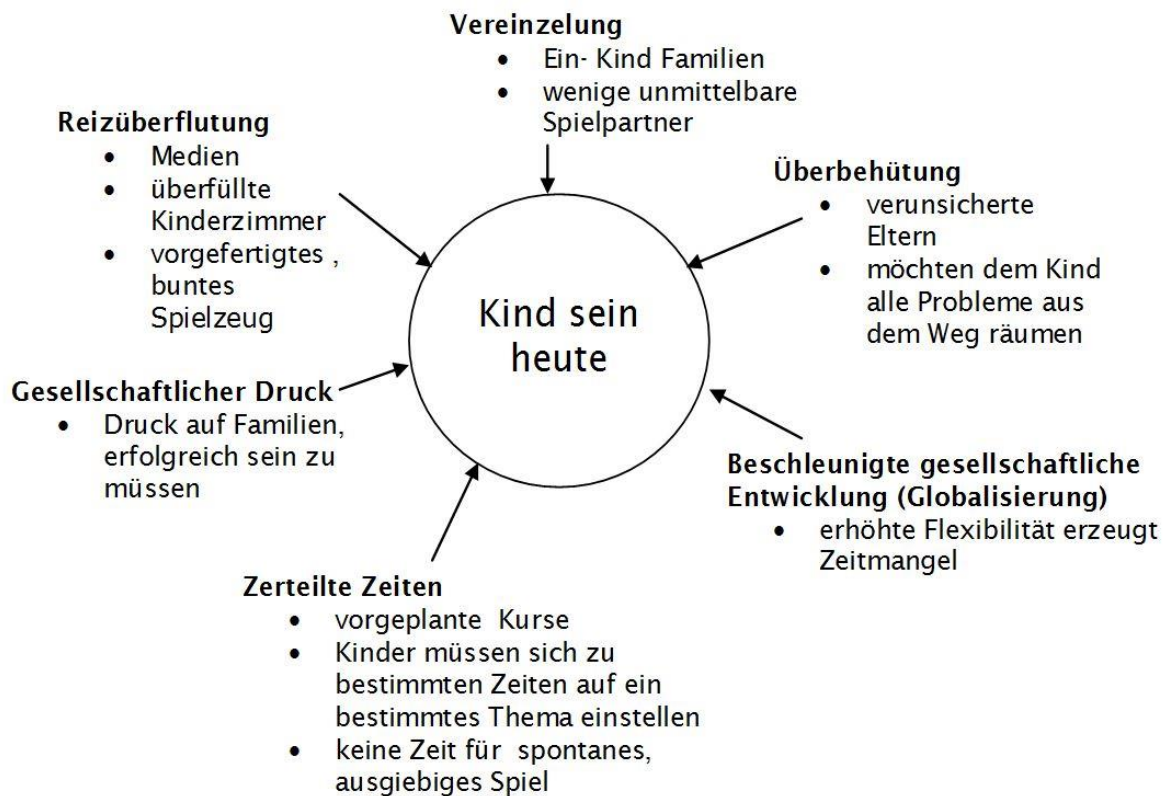 Vereinzelung
• Ein- Kind Familien
• wenige unmittelbare
Spielpartner
Reizüberflutung
• Medien
• überfüllte
Kinderzimmer
• vorgefertigtes ,
buntes
Spielzeug
Überbehütung
• verunsicherte
Eltern
• möchten dem Kind
alle Probleme aus
dem Weg räumen
Kind sein
heute
Gesellschaftlicher Druck
• Druck auf Familien,
erfolgreich sein zu
müssen
Beschleunigte gesellschaftliche
Entwicklung (Globalisierung)
• erhöhte Flexibilität erzeugt
Zeitmangel
Zerteilte Zeiten
• vorgeplante Kurse
• Kinder müssen sich zu
bestimmten Zeiten auf ein
bestimmtes Thema einstellen
• keine Zeit für spontanes,
ausgiebiges Spiel